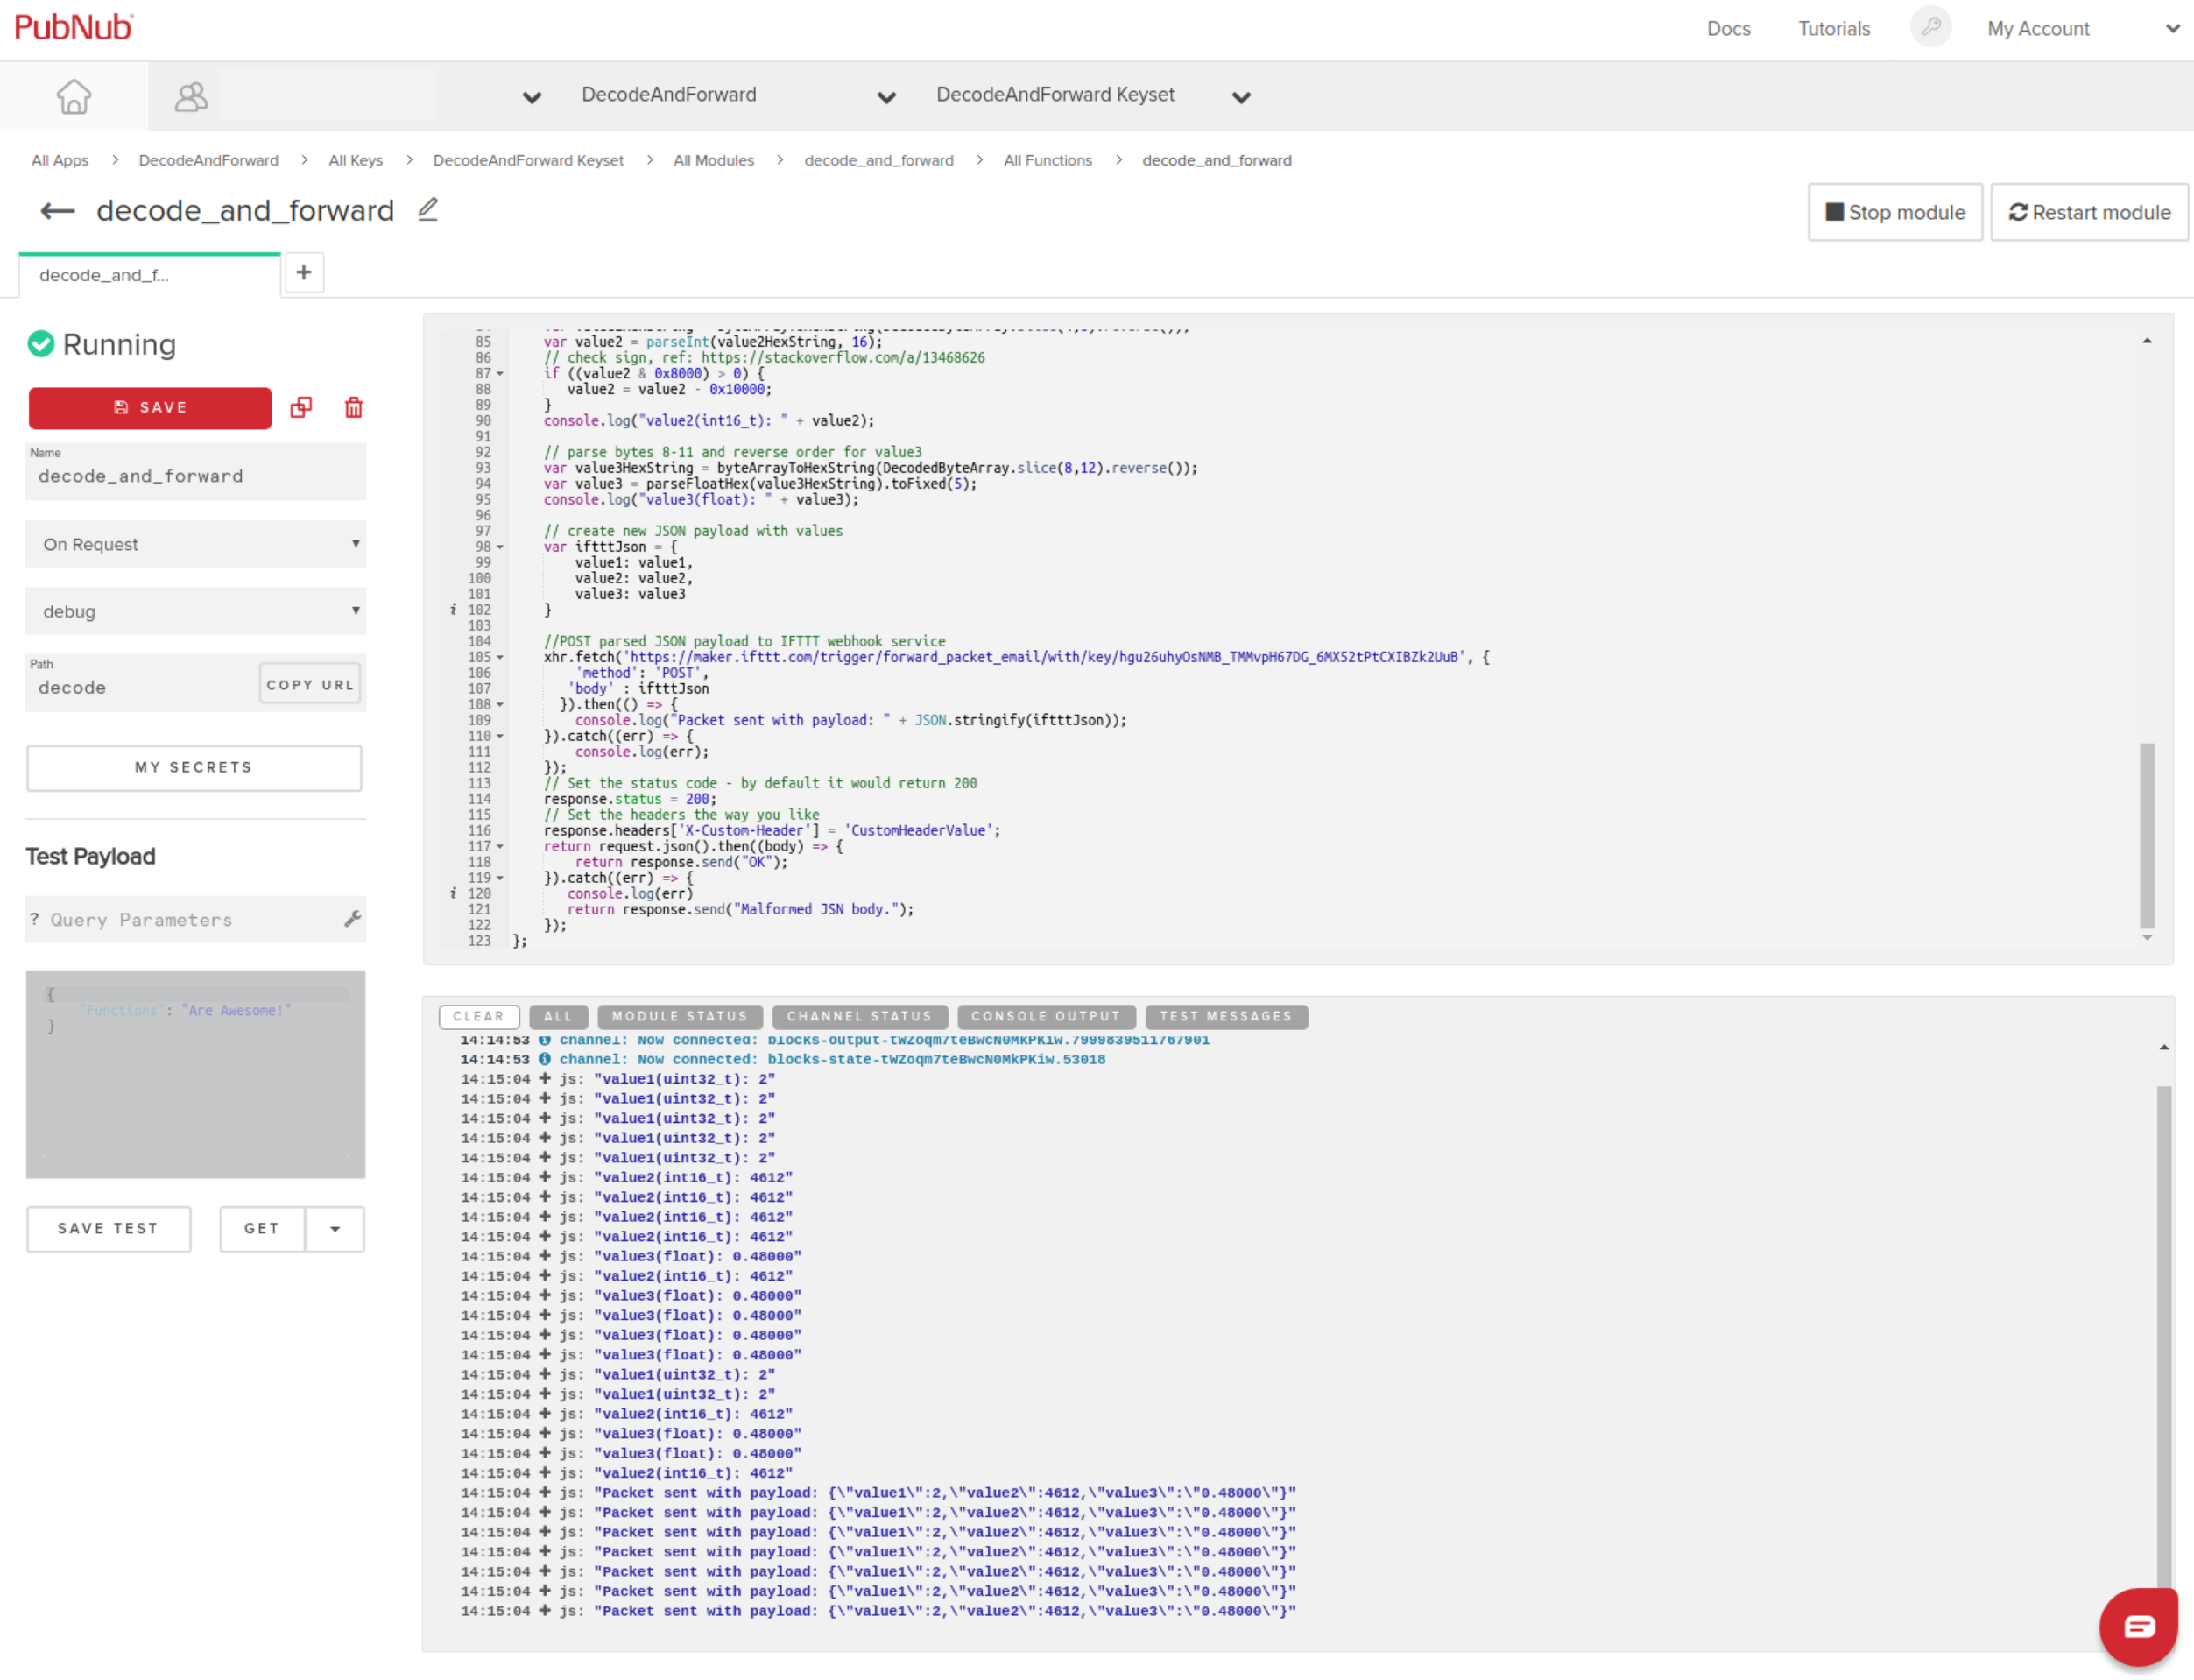 PubNub
Docs Tutorials My Account
DecodeAndForward DecodeAndForward Keyset
All Apps > DecodeAndForward > All Keys > DecodeAndForward Keyset > All Modules > decode_and_forward > All Functions > decode_and_forward
decode_and_forward
Stop module Restart module
decode_and_f... +
Running
SAVE
Name
decode_and_forward
On Request
debug
Path
decode
COPY URL
MY SECRETS
Test Payload
? Query Parameters
{
"Functions": "Are Awesome!"
}
SAVE TEST GET
85 var value2 = parseInt(value2HexString, 16);
86 // check sign, ref: https://stackoverflow.com/a/13468626
87 if ((value2 & 0x8000) > 0) {
88 value2 = value2 - 0x10000;
89 }
90 console.log("value2(int16_t): " + value2);
91
92 // parse bytes 8-11 and reverse order for value3
93 var value3HexString = byteArrayToHexString(DecodedByteArray.slice(8,12).reverse());
94 var value3 = parseFloatHex(value3HexString).toFixed(5);
95 console.log("value3(float): " + value3);
96
97 // create new JSON payload with values
98 var iftttJson = {
99 value1: value1,
100 value2: value2,
101 value3: value3
i 102 }
103
104 //POST parsed JSON payload to IFTTT webhook service
105 xhr.fetch('https://maker.ifttt.com/trigger/forward_packet_email/with/key/hgu26uhyOsNMB_TMMvpH67DG_6MX52tPtCXIBZk2UuB', {
106 'method': 'POST',
107 'body' : iftttJson
108 }).then(() => {
109 console.log("Packet sent with payload: " + JSON.stringify(iftttJson));
110 }).catch((err) => {
111 console.log(err);
112 });
113 // Set the status code - by default it would return 200
114 response.status = 200;
115 // Set the headers the way you like
116 response.headers['X-Custom-Header'] = 'CustomHeaderValue';
117 return request.json().then((body) => {
118 return response.send("OK");
119 }).catch((err) => {
i 120 console.log(err)
121 return response.send("Malformed JSN body.");
122 });
123 };
CLEAR ALL MODULE STATUS CHANNEL STATUS CONSOLE OUTPUT TEST MESSAGES
14:14:53 channel: Now connected: blocks-output-tWZoqm7teBwcN0MkPKiw.7999839511767901
14:14:53 channel: Now connected: blocks-state-tWZoqm7teBwcN0MkPKiw.53018
14:15:04 + js: "value1(uint32_t): 2"
14:15:04 + js: "value1(uint32_t): 2"
14:15:04 + js: "value1(uint32_t): 2"
14:15:04 + js: "value1(uint32_t): 2"
14:15:04 + js: "value1(uint32_t): 2"
14:15:04 + js: "value2(int16_t): 4612"
14:15:04 + js: "value2(int16_t): 4612"
14:15:04 + js: "value2(int16_t): 4612"
14:15:04 + js: "value2(int16_t): 4612"
14:15:04 + js: "value3(float): 0.48000"
14:15:04 + js: "value2(int16_t): 4612"
14:15:04 + js: "value3(float): 0.48000"
14:15:04 + js: "value3(float): 0.48000"
14:15:04 + js: "value3(float): 0.48000"
14:15:04 + js: "value3(float): 0.48000"
14:15:04 + js: "value1(uint32_t): 2"
14:15:04 + js: "value1(uint32_t): 2"
14:15:04 + js: "value2(int16_t): 4612"
14:15:04 + js: "value3(float): 0.48000"
14:15:04 + js: "value3(float): 0.48000"
14:15:04 + js: "value2(int16_t): 4612"
14:15:04 + js: "Packet sent with payload: {\"value1\":2,\"value2\":4612,\"value3\":\"0.48000\"}"
14:15:04 + js: "Packet sent with payload: {\"value1\":2,\"value2\":4612,\"value3\":\"0.48000\"}"
14:15:04 + js: "Packet sent with payload: {\"value1\":2,\"value2\":4612,\"value3\":\"0.48000\"}"
14:15:04 + js: "Packet sent with payload: {\"value1\":2,\"value2\":4612,\"value3\":\"0.48000\"}"
14:15:04 + js: "Packet sent with payload: {\"value1\":2,\"value2\":4612,\"value3\":\"0.48000\"}"
14:15:04 + js: "Packet sent with payload: {\"value1\":2,\"value2\":4612,\"value3\":\"0.48000\"}"
14:15:04 + js: "Packet sent with payload: {\"value1\":2,\"value2\":4612,\"value3\":\"0.48000\"}"